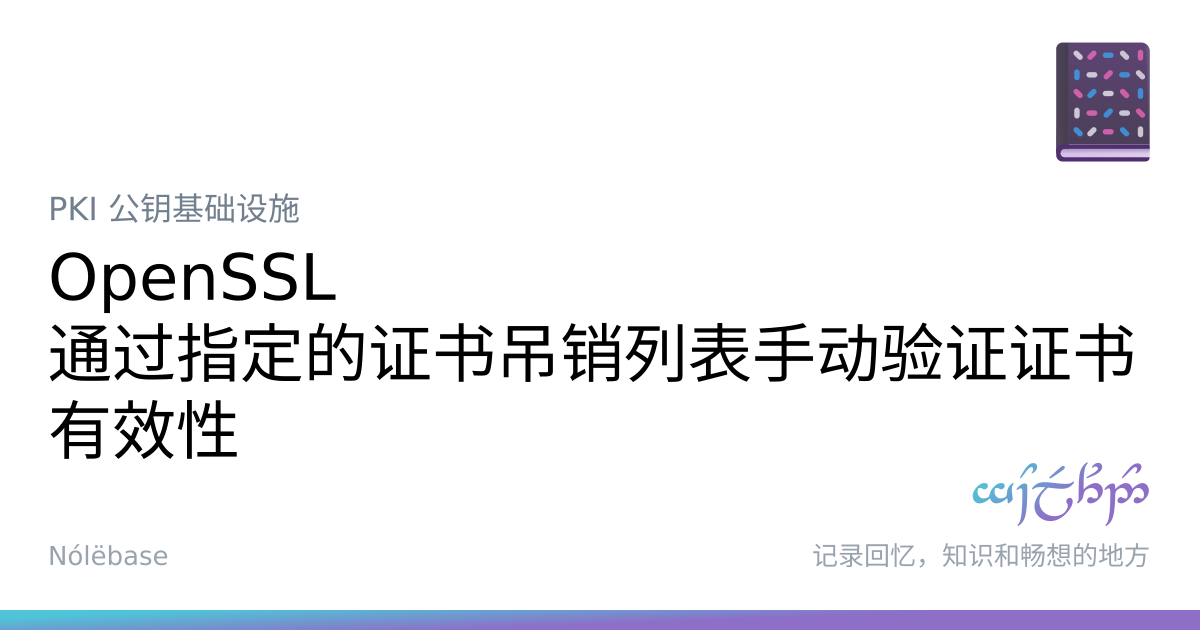 PKI 公钥基础设施
OpenSSL
通过指定的证书吊销列表手动验证证书
有效性
Nólëbase
记录回忆，知识和畅想的地方